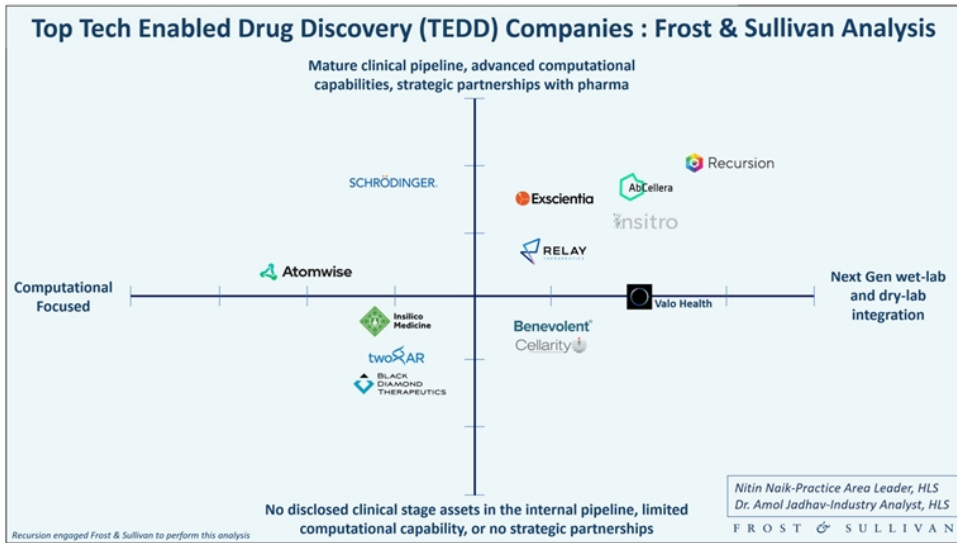 Top Tech Enabled Drug Discovery (TEDD) Companies : Frost & Sullivan Analysis
Mature clinical pipeline, advanced computational
capabilities, strategic partnerships with pharma
Recursion
SCHRÖDINGER.
AbCellera
Exscientia
insitro
RELAY
THERAPEUTICS
Atomwise
Computational
Focused
Next Gen wet-lab
and dry-lab
integration
Valo Health
Insilico
Medicine
Benevolent
Cellarity
twoXAR
BLACK
DIAMOND
THERAPEUTICS
Nitin Naik-Practice Area Leader, HLS
Dr. Amol Jadhav-Industry Analyst, HLS
No disclosed clinical stage assets in the internal pipeline, limited
computational capability, or no strategic partnerships
FROST & SULLIVAN
Recursion engaged Frost & Sullivan to perform this analysis